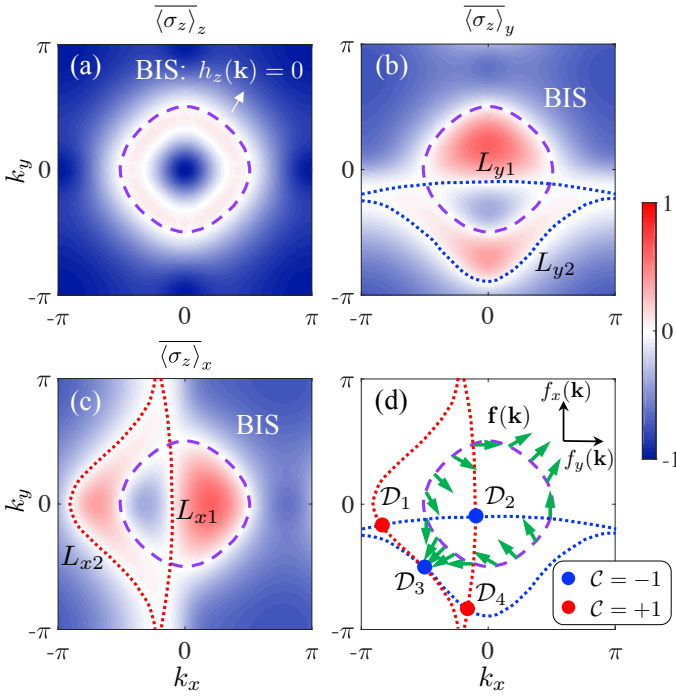 $\overline{\langle\sigma_z\rangle}_z$
(a)
BIS: $h_z(\mathbf{k}) = 0$
π
0
-π
$k_y$
-π 0 π
$\overline{\langle\sigma_z\rangle}_y$
(b)
BIS
$L_{y1}$
$L_{y2}$
π
0
-π
-π 0 π
1
0
-1
$\overline{\langle\sigma_z\rangle}_x$
(c)
BIS
$L_{x1}$
$L_{x2}$
π
0
-π
$k_y$
-π 0 π
$k_x$
(d)
$\mathbf{f}(\mathbf{k})$
$f_x(\mathbf{k})$
$f_y(\mathbf{k})$
$\mathcal{D}_1$
$\mathcal{D}_2$
$\mathcal{D}_3$
$\mathcal{D}_4$
$\mathcal{C} = -1$
$\mathcal{C} = +1$
π
0
-π
-π 0 π
$k_x$